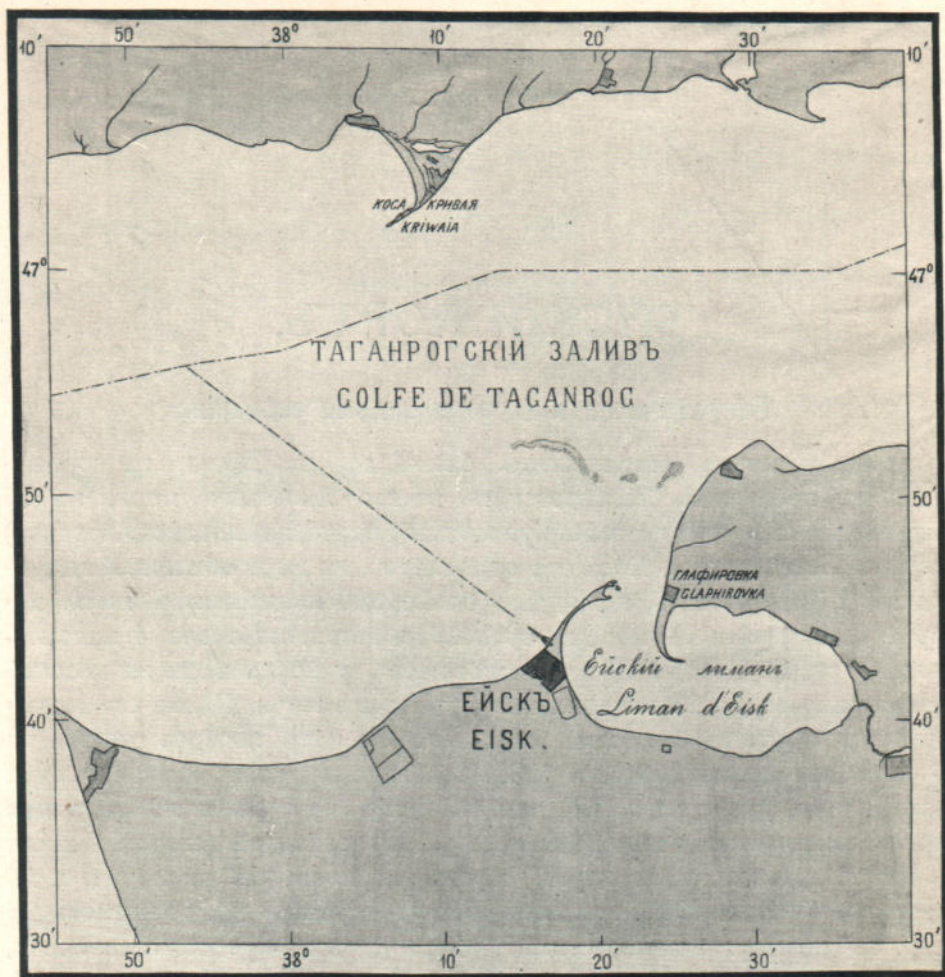 50′ 38° 10′ 20′ 30′
10′ 10′
КОСА КРИВАЯ
KRIWAIA
47° 47°
ТАГАНРОГСКІЙ ЗАЛИВЪ
GOLFE DE TAGANROG
50′ 50′
ГЛАФИРОВКА
GLAPHIROVKA
Ейскій лиманъ
Liman d'Eisk
ЕЙСКЪ
EISK.
40′ 40′
30′ 30′
50′ 38° 10′ 20′ 30′